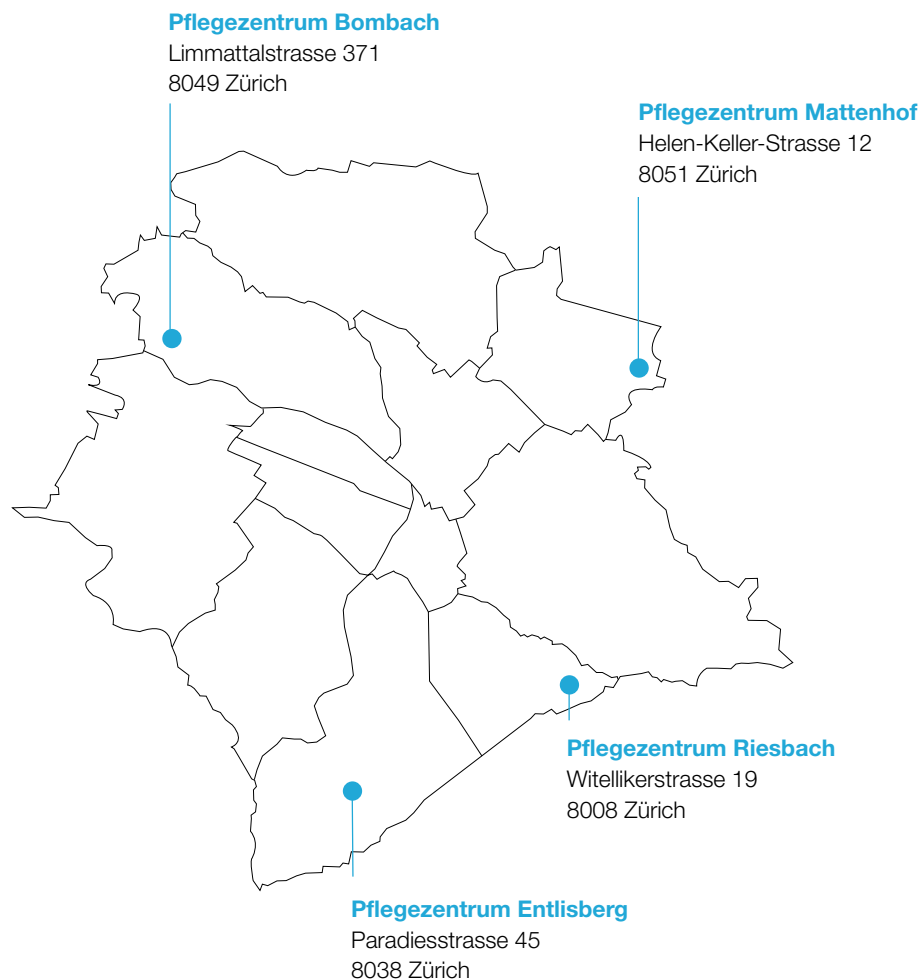 Pflegezentrum Bombach
Limmattalstrasse 371
8049 Zürich
Pflegezentrum Mattenhof
Helen-Keller-Strasse 12
8051 Zürich
Pflegezentrum Riesbach
Witellikerstrasse 19
8008 Zürich
Pflegezentrum Entlisberg
Paradiesstrasse 45
8038 Zürich